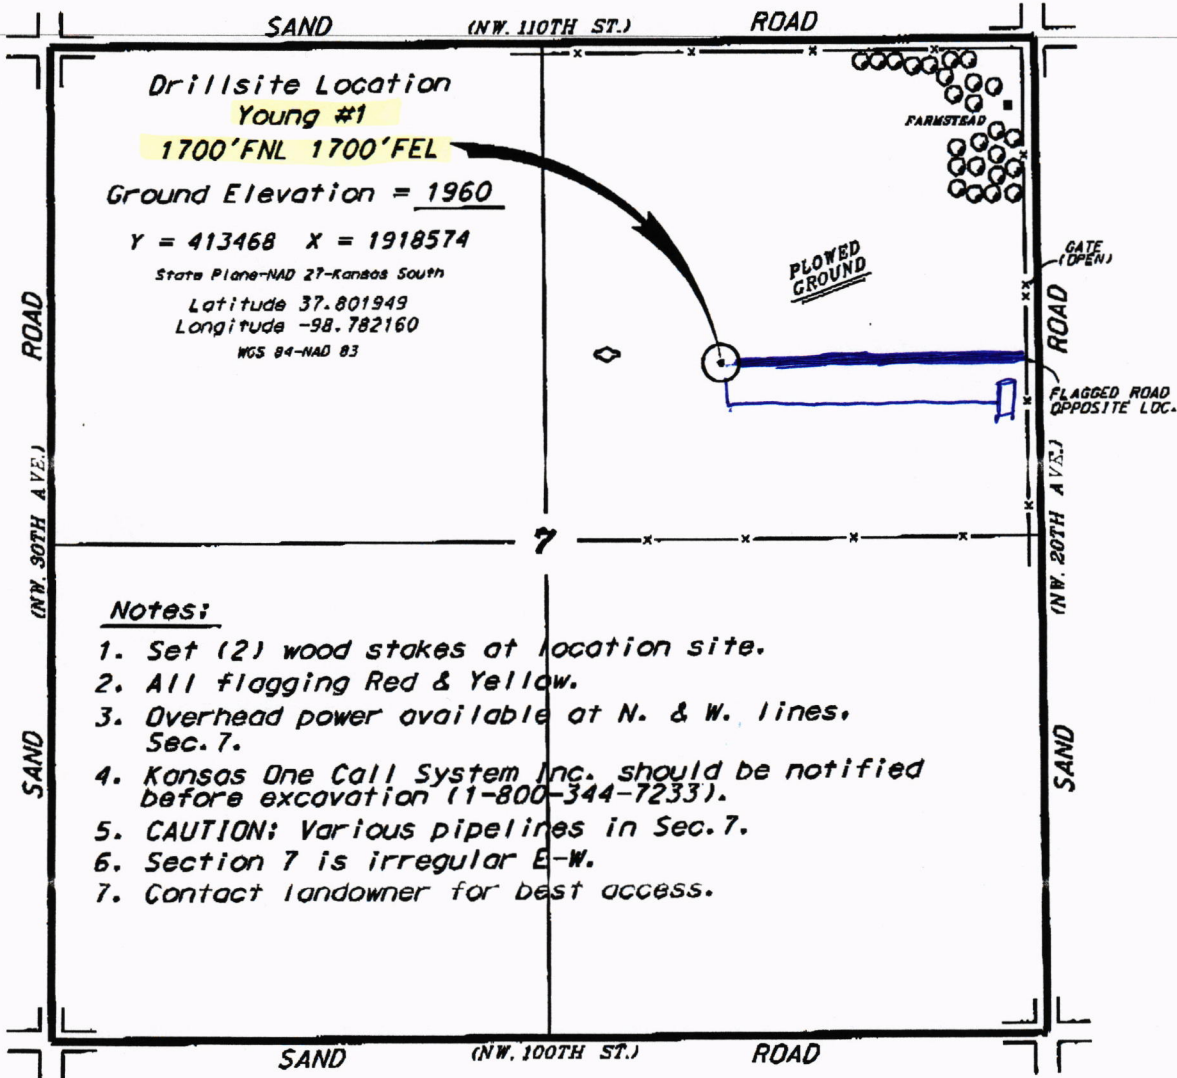 SAND (NW. 110TH ST.) ROAD
Drillsite Location
Young #1
1700'FNL 1700'FEL
Ground Elevation = 1960
Y = 413468 X = 1918574
State Plane-NAD 27-Kansas South
Latitude 37.801949
Longitude -98.782160
WGS 84-NAD 83
FARMSTEAD
PLOWED
GROUND
GATE
(OPEN)
FLAGGED ROAD
OPPOSITE LOC.
ROAD
(NW. 30TH AVE.)
SAND
ROAD
(NW. 20TH AVE.)
SAND
7
Notes:
1. Set (2) wood stakes at location site.
2. All flagging Red & Yellow.
3. Overhead power available at N. & W. lines.
Sec. 7.
4. Kansas One Call System Inc. should be notified
before excavation (1-800-344-7233).
5. CAUTION: Various pipelines in Sec. 7.
6. Section 7 is irregular E-W.
7. Contact landowner for best access.
SAND (NW. 100TH ST.) ROAD